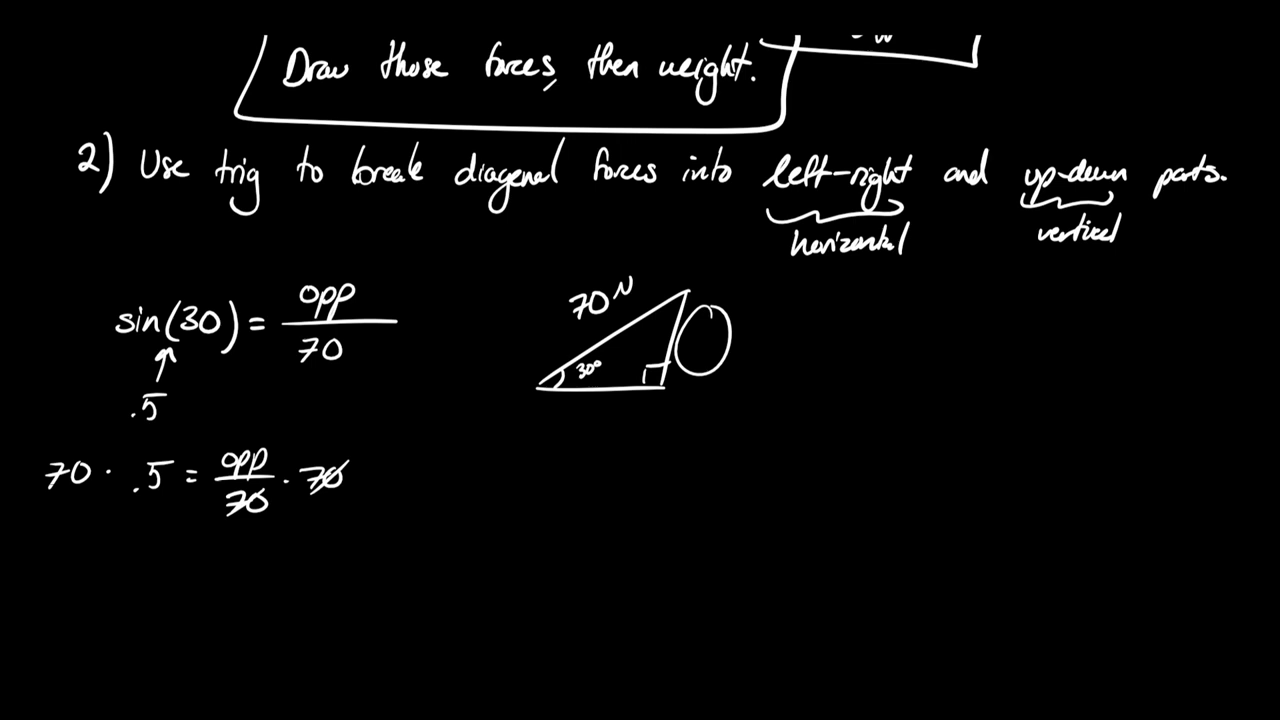 Draw those forces, then weight.
2) Use trig to break diagonal forces into left-right and up-down parts.
horizontal vertical
sin(30) = opp/70
.5
70 N
30°
70 · .5 = opp/70 · 70